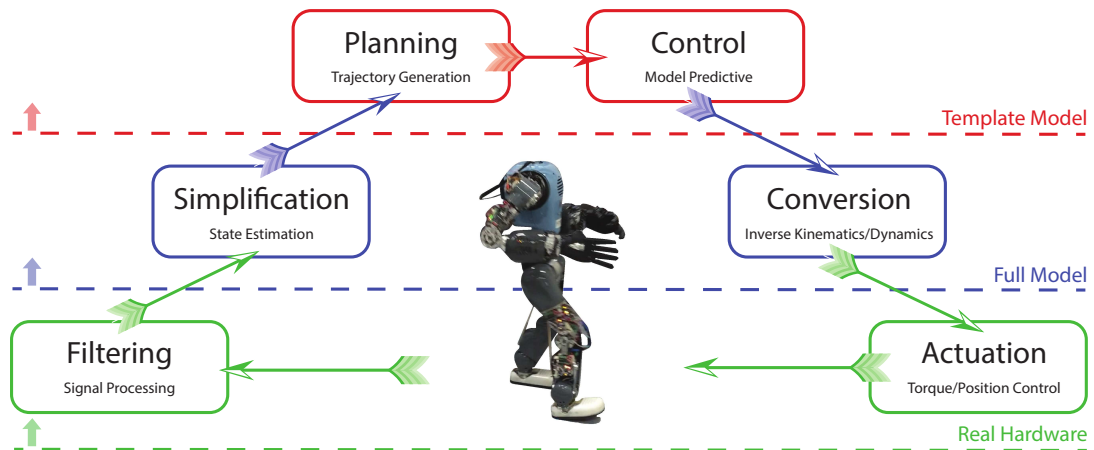 Planning
Trajectory Generation
Control
Model Predictive
Template Model
Simplification
State Estimation
Conversion
Inverse Kinematics/Dynamics
Full Model
Filtering
Signal Processing
Actuation
Torque/Position Control
Real Hardware